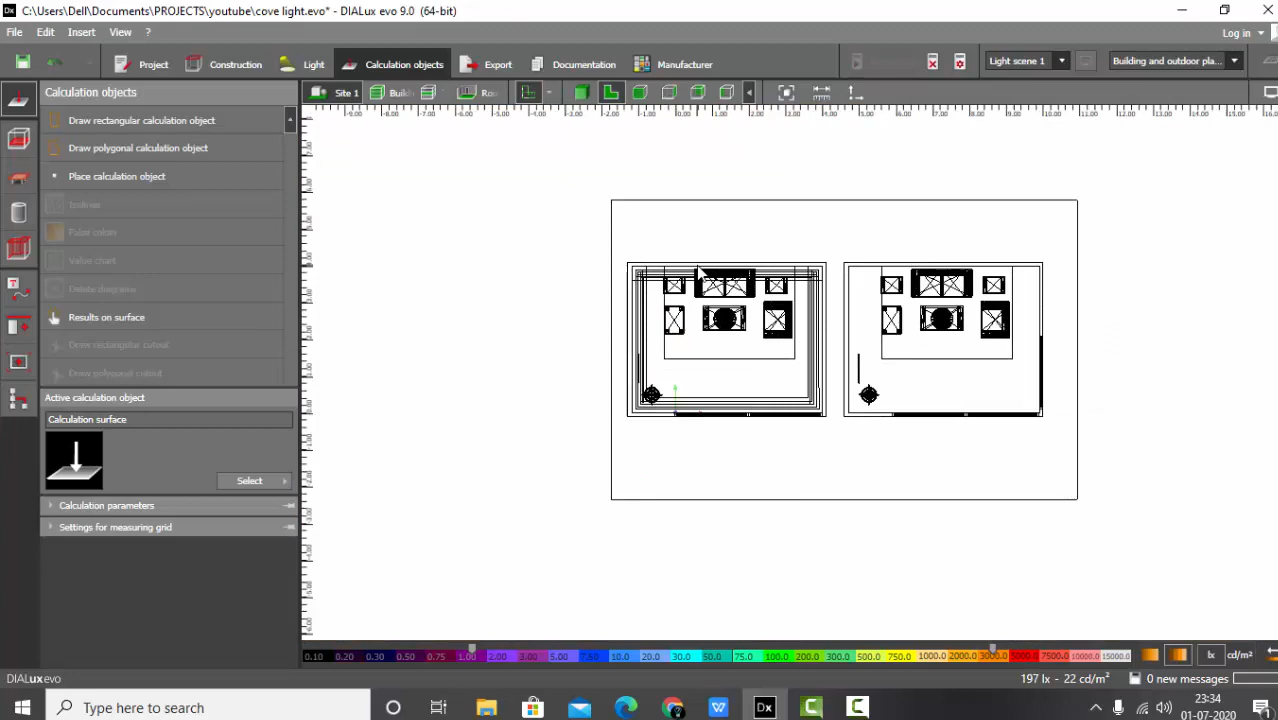 C:\Users\Dell\Documents\PROJECTS\youtube\cove light.evo* - DIALux evo 9.0 (64-bit)
File Edit Insert View ?
Log in
Project Construction Light Calculation objects Export Documentation Manufacturer Light scene 1 Building and outdoor pla...
Calculation objects Site 1
Draw rectangular calculation object
Draw polygonal calculation object
Place calculation object
Isolines
False colors
Value chart
Results on surface
Draw rectangular cutout
Draw polygonal cutout
Active calculation object
Calculation surface
Select
Calculation parameters
Settings for measuring grid
0.10 0.20 0.30 0.50 0.75 1.00 2.00 3.00 5.00 7.50 10.0 20.0 30.0 50.0 75.0 100.0 200.0 300.0 500.0 750.0 1000.0 2000.0 3000.0 5000.0 7500.0 10000.0 15000.0 lx cd/m²
DIALux evo 197 lx - 22 cd/m² 0 new messages
Type here to search
23:34
01-07-2020